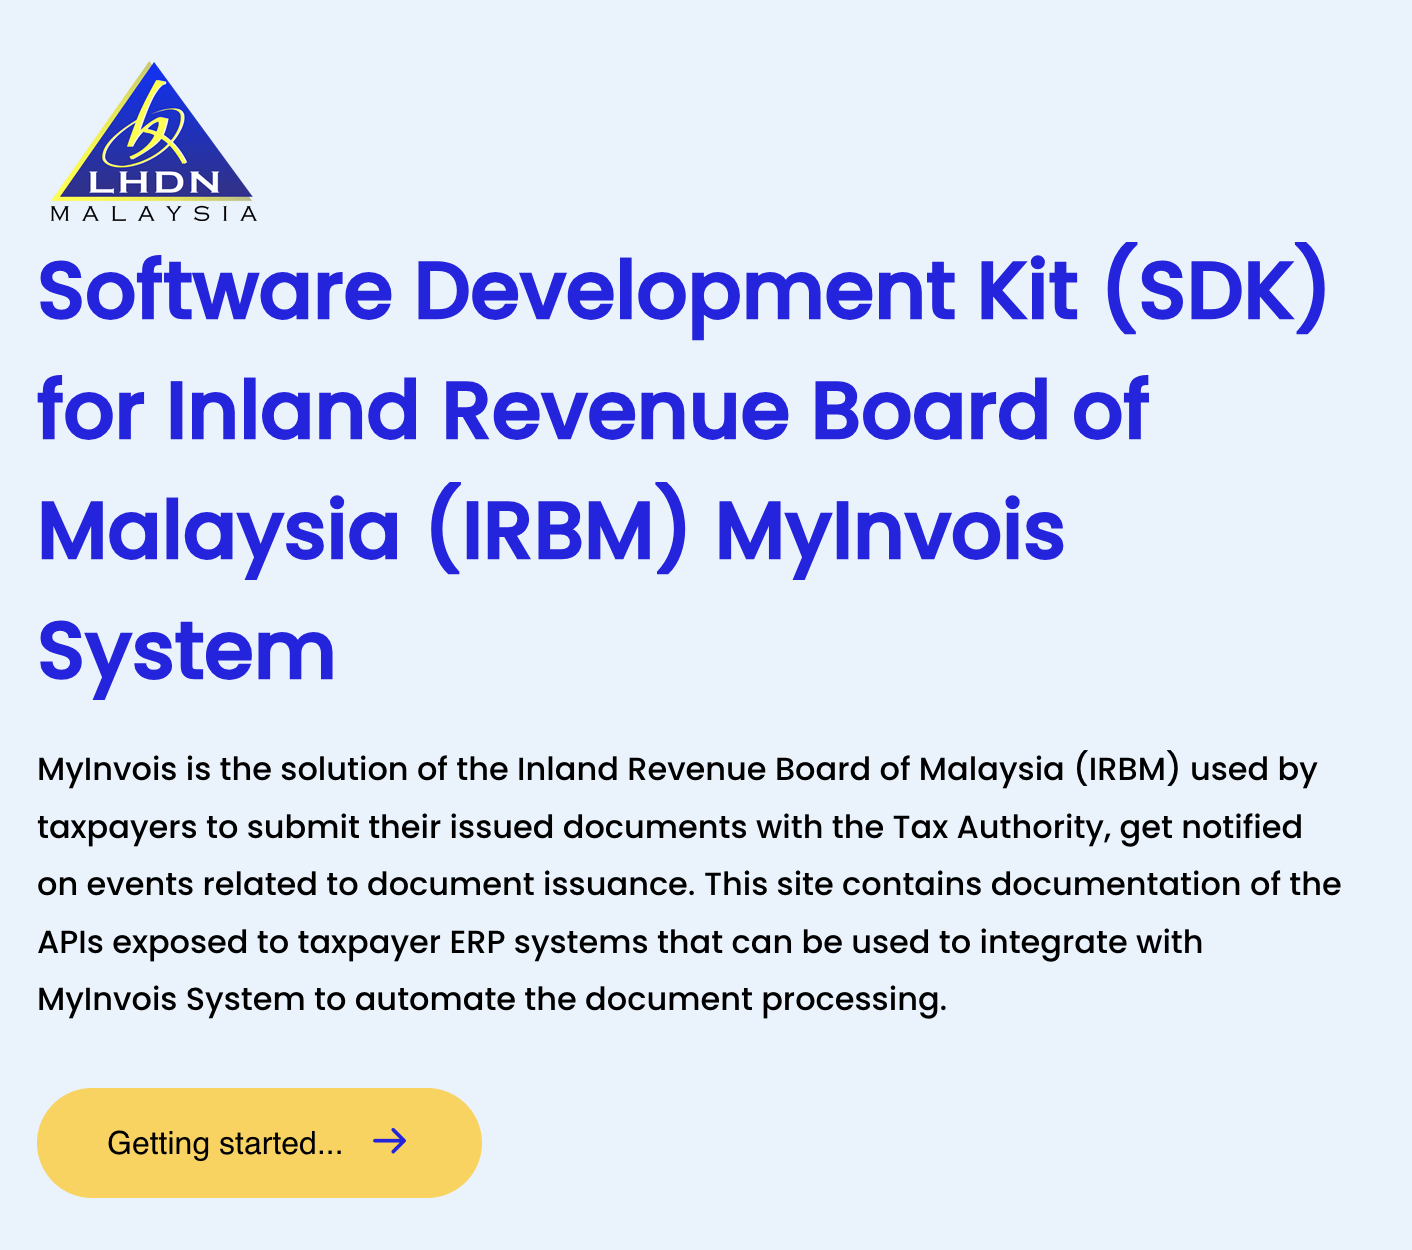 LHDN
MALAYSIA
Software Development Kit (SDK)
for Inland Revenue Board of
Malaysia (IRBM) MyInvois
System
MyInvois is the solution of the Inland Revenue Board of Malaysia (IRBM) used by
taxpayers to submit their issued documents with the Tax Authority, get notified
on events related to document issuance. This site contains documentation of the
APIs exposed to taxpayer ERP systems that can be used to integrate with
MyInvois System to automate the document processing.
Getting started...